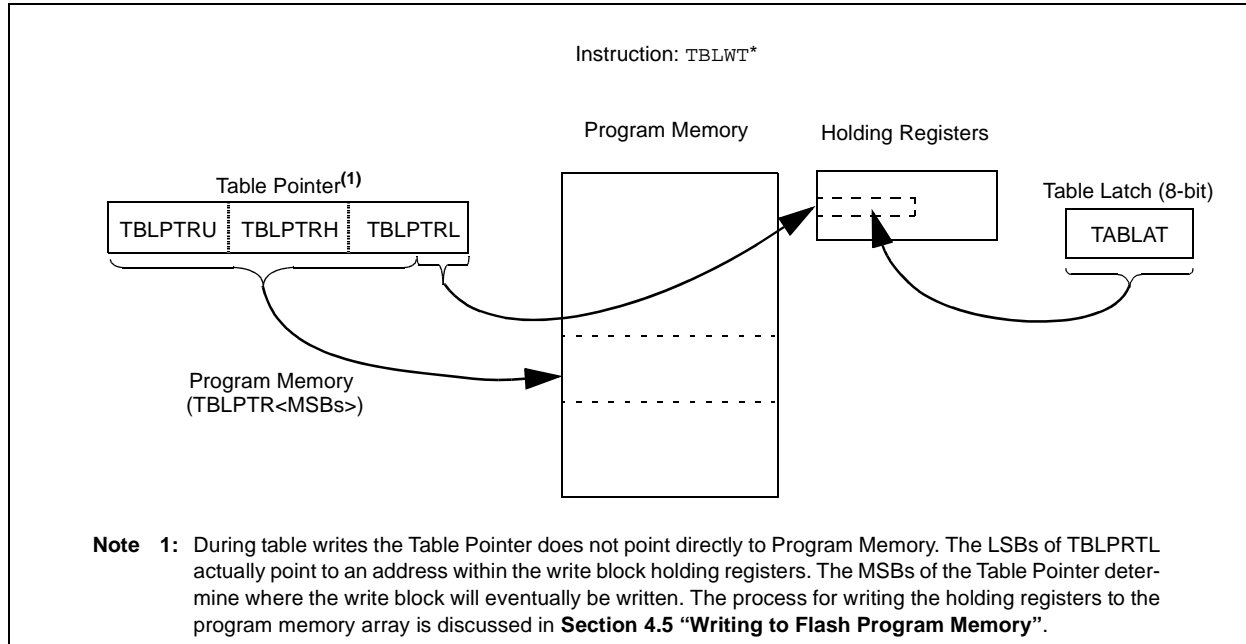 Instruction: TBLWT*
Program Memory
Holding Registers
Table Pointer(1)
Table Latch (8-bit)
TBLPTRU TBLPTRH TBLPTRL
TABLAT
Program Memory
(TBLPTR<MSBs>)
Note 1: During table writes the Table Pointer does not point directly to Program Memory. The LSBs of TBLPRTL
actually point to an address within the write block holding registers. The MSBs of the Table Pointer deter-
mine where the write block will eventually be written. The process for writing the holding registers to the
program memory array is discussed in Section 4.5 “Writing to Flash Program Memory”.